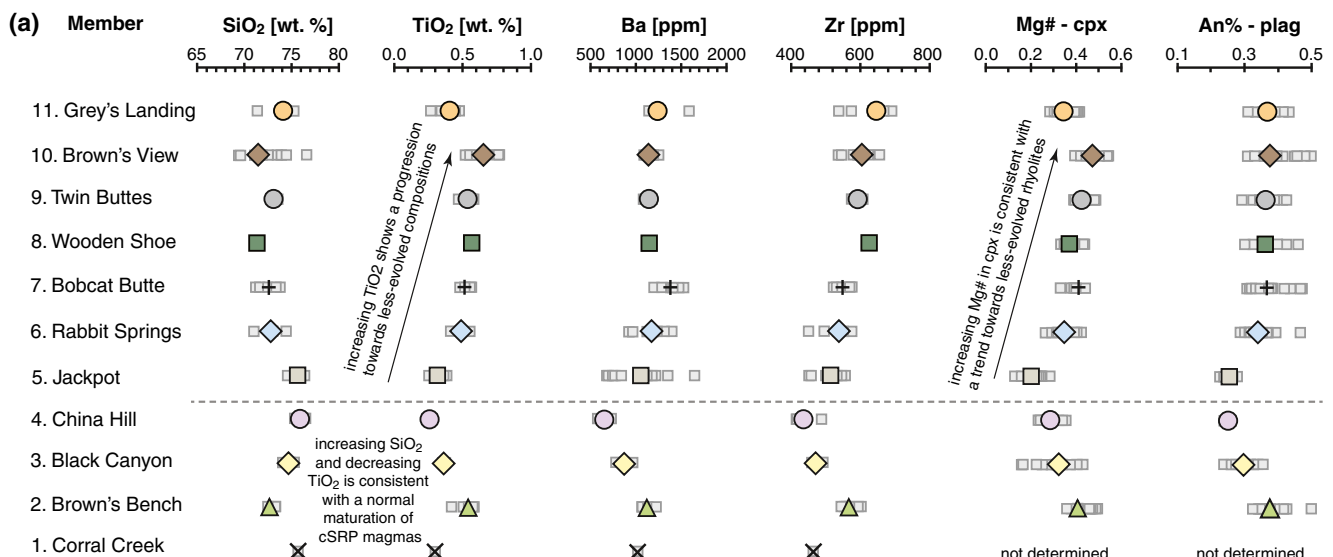 (a) Member SiO₂ [wt. %] TiO₂ [wt. %] Ba [ppm] Zr [ppm] Mg# - cpx An% - plag
65 70 75 80 0.0 0.5 1.0 500 1000 1500 2000 400 600 800 0.0 0.2 0.4 0.6 0.1 0.3 0.5
11. Grey's Landing
10. Brown's View
9. Twin Buttes
8. Wooden Shoe
7. Bobcat Butte
6. Rabbit Springs
5. Jackpot
increasing TiO2 shows a progression
towards less-evolved compositions
increasing Mg# in cpx is consistent with
a trend towards less-evolved rhyolites
4. China Hill
3. Black Canyon
2. Brown's Bench
1. Corral Creek
increasing SiO₂
and decreasing
TiO₂ is consistent
with a normal
maturation of
cSRP magmas
not determined not determined